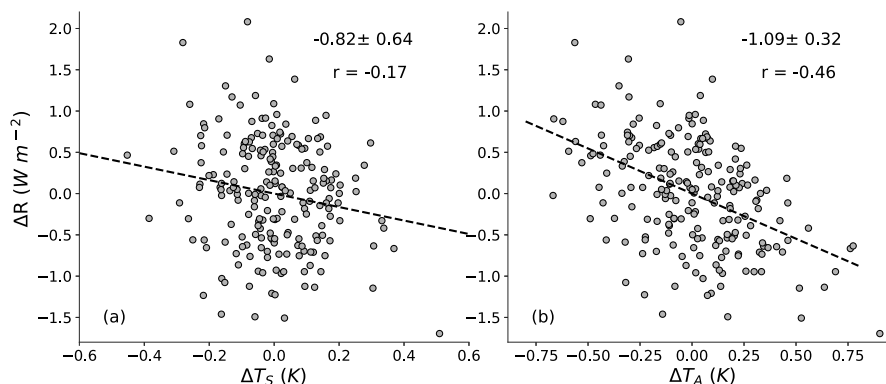 -0.82± 0.64
r = -0.17
2.0
1.5
1.0
0.5
0.0
−0.5
−1.0
−1.5
ΔR (W m⁻²)
(a)
−0.6 −0.4 −0.2 0.0 0.2 0.4 0.6
ΔT_S (K)
-1.09± 0.32
r = -0.46
2.0
1.5
1.0
0.5
0.0
−0.5
−1.0
−1.5
(b)
−0.75 −0.50 −0.25 0.00 0.25 0.50 0.75
ΔT_A (K)